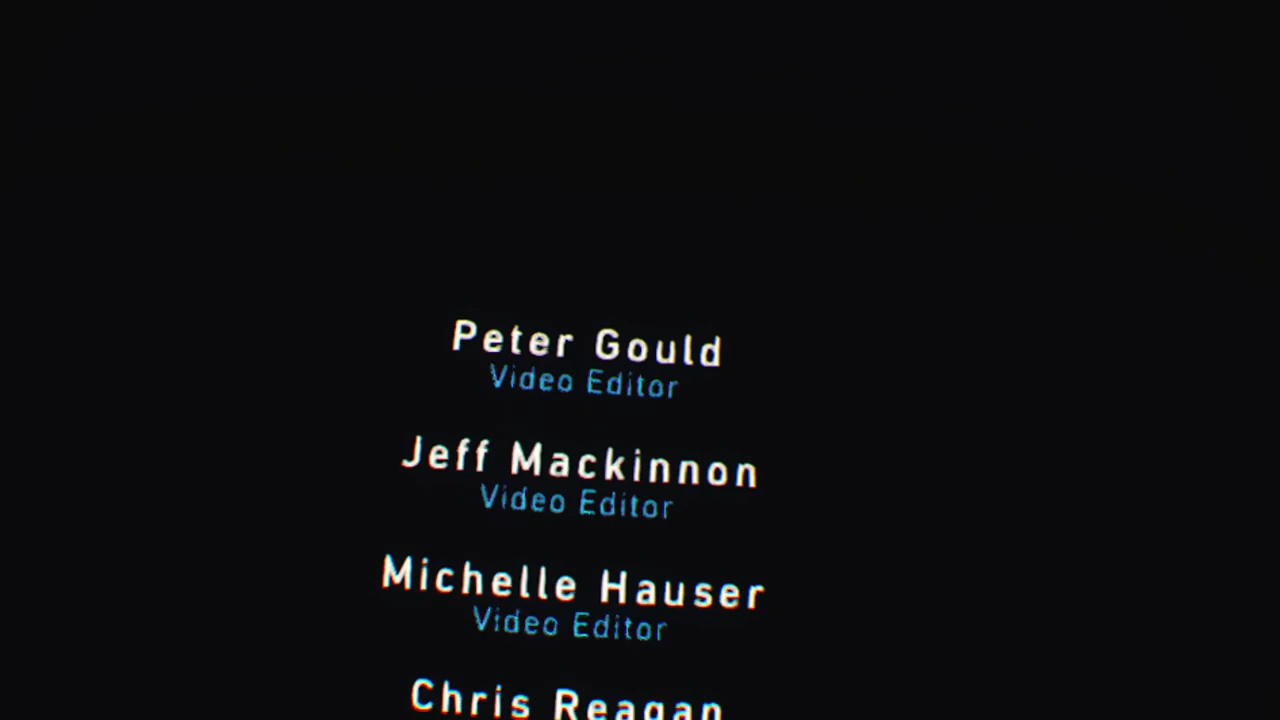 Peter Gould
Video Editor
Jeff Mackinnon
Video Editor
Michelle Hauser
Video Editor
Chris Reagan